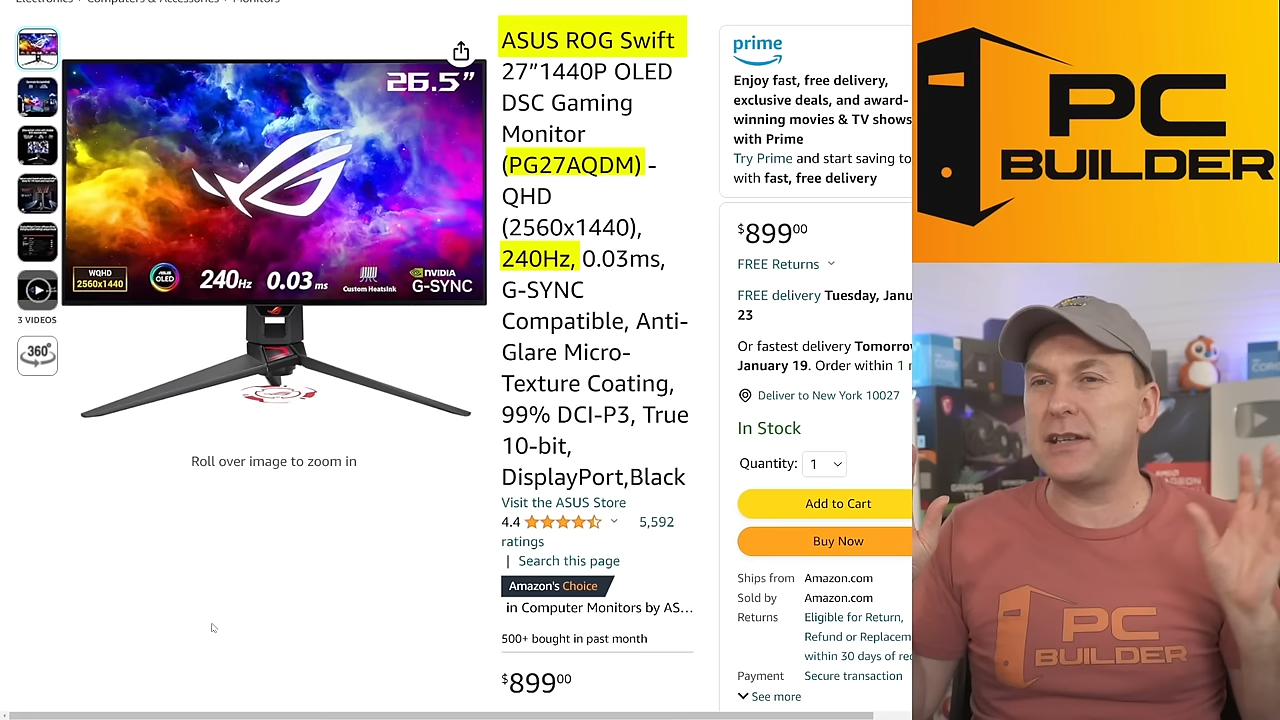 Electronics › Computers & Accessories › Monitors
26.5”
WQHD
2560x1440
ASUS
OLED
240Hz
0.03 ms
Custom Heatsink
NVIDIA
G-SYNC
3 VIDEOS
360°
Roll over image to zoom in
ASUS ROG Swift
27”1440P OLED
DSC Gaming
Monitor
(PG27AQDM) -
QHD
(2560x1440),
240Hz, 0.03ms,
G-SYNC
Compatible, Anti-
Glare Micro-
Texture Coating,
99% DCI-P3, True
10-bit,
DisplayPort,Black
Visit the ASUS Store
4.4
5,592
ratings
| Search this page
Amazon's Choice
in Computer Monitors by AS...
500+ bought in past month
$89900
prime
Enjoy fast, free delivery,
exclusive deals, and award-
winning movies & TV shows
with Prime
Try Prime and start saving to
with fast, free delivery
$89900
FREE Returns
FREE delivery Tuesday, Janu
23
Or fastest delivery Tomorrow
January 19. Order within 1
Deliver to New York 10027
In Stock
Quantity: 1
Add to Cart
Buy Now
Ships from Amazon.com
Sold by Amazon.com
Returns Eligible for Return,
Refund or Replacem
within 30 days of rec
Payment Secure transaction
See more
PC
BUILDER
PC
BUILDER